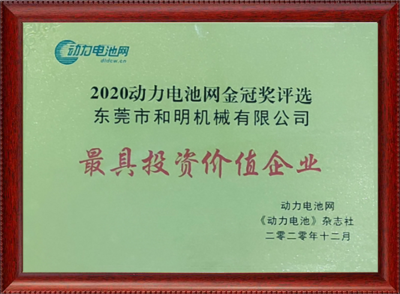 动力电池网
dldcw.cn
2020动力电池网金冠奖评选
东莞市和明机械有限公司
最具投资价值企业
动力电池网
《动力电池》杂志社
二零二零年十二月